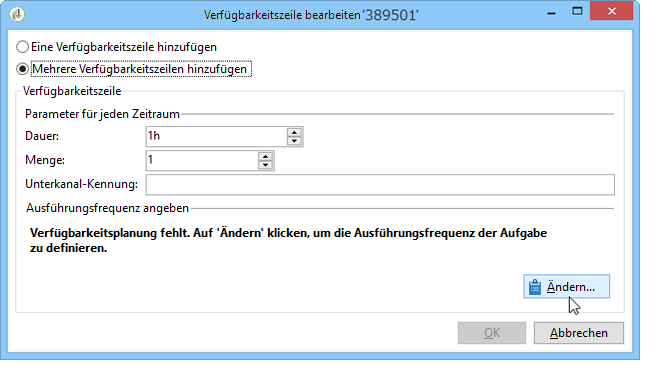 Verfügbarkeitszeile bearbeiten '389501'
Eine Verfügbarkeitszeile hinzufügen
Mehrere Verfügbarkeitszeilen hinzufügen
Verfügbarkeitszeile
Parameter für jeden Zeitraum
Dauer: 1h
Menge: 1
Unterkanal-Kennung:
Ausführungsfrequenz angeben
Verfügbarkeitsplanung fehlt. Auf 'Ändern' klicken, um die Ausführungsfrequenz der Aufgabe
zu definieren.
Ändern...
OK Abbrechen